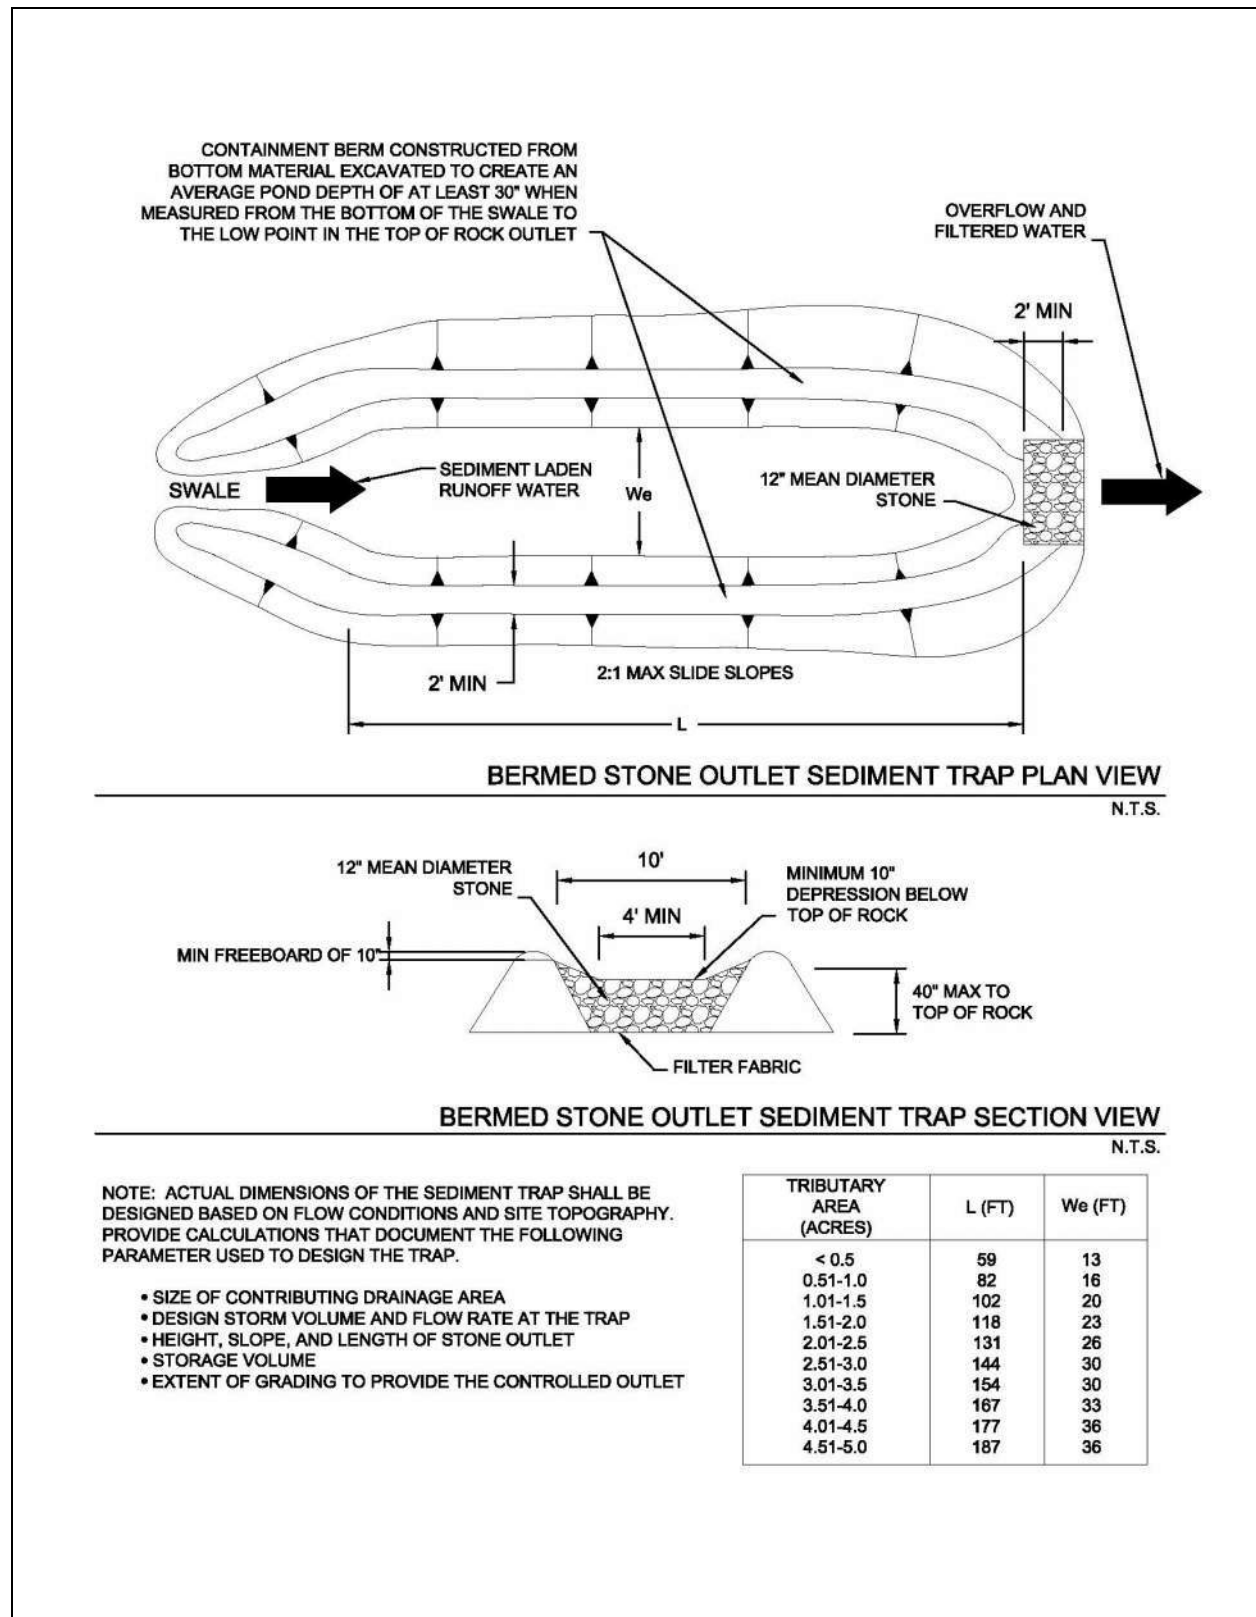 CONTAINMENT BERM CONSTRUCTED FROM
BOTTOM MATERIAL EXCAVATED TO CREATE AN
AVERAGE POND DEPTH OF AT LEAST 30" WHEN
MEASURED FROM THE BOTTOM OF THE SWALE TO
THE LOW POINT IN THE TOP OF ROCK OUTLET
OVERFLOW AND
FILTERED WATER
2' MIN
SWALE
SEDIMENT LADEN
RUNOFF WATER
We
12" MEAN DIAMETER
STONE
2' MIN
2:1 MAX SLIDE SLOPES
L
BERMED STONE OUTLET SEDIMENT TRAP PLAN VIEW
N.T.S.
12" MEAN DIAMETER
STONE
10'
4' MIN
MINIMUM 10"
DEPRESSION BELOW
TOP OF ROCK
MIN FREEBOARD OF 10"
40" MAX TO
TOP OF ROCK
FILTER FABRIC
BERMED STONE OUTLET SEDIMENT TRAP SECTION VIEW
N.T.S.
NOTE: ACTUAL DIMENSIONS OF THE SEDIMENT TRAP SHALL BE
DESIGNED BASED ON FLOW CONDITIONS AND SITE TOPOGRAPHY.
PROVIDE CALCULATIONS THAT DOCUMENT THE FOLLOWING
PARAMETER USED TO DESIGN THE TRAP.
• SIZE OF CONTRIBUTING DRAINAGE AREA
• DESIGN STORM VOLUME AND FLOW RATE AT THE TRAP
• HEIGHT, SLOPE, AND LENGTH OF STONE OUTLET
• STORAGE VOLUME
• EXTENT OF GRADING TO PROVIDE THE CONTROLLED OUTLET
TRIBUTARY
AREA
(ACRES)
L (FT)
We (FT)
< 0.5 59 13
0.51-1.0 82 16
1.01-1.5 102 20
1.51-2.0 118 23
2.01-2.5 131 26
2.51-3.0 144 30
3.01-3.5 154 30
3.51-4.0 167 33
4.01-4.5 177 36
4.51-5.0 187 36